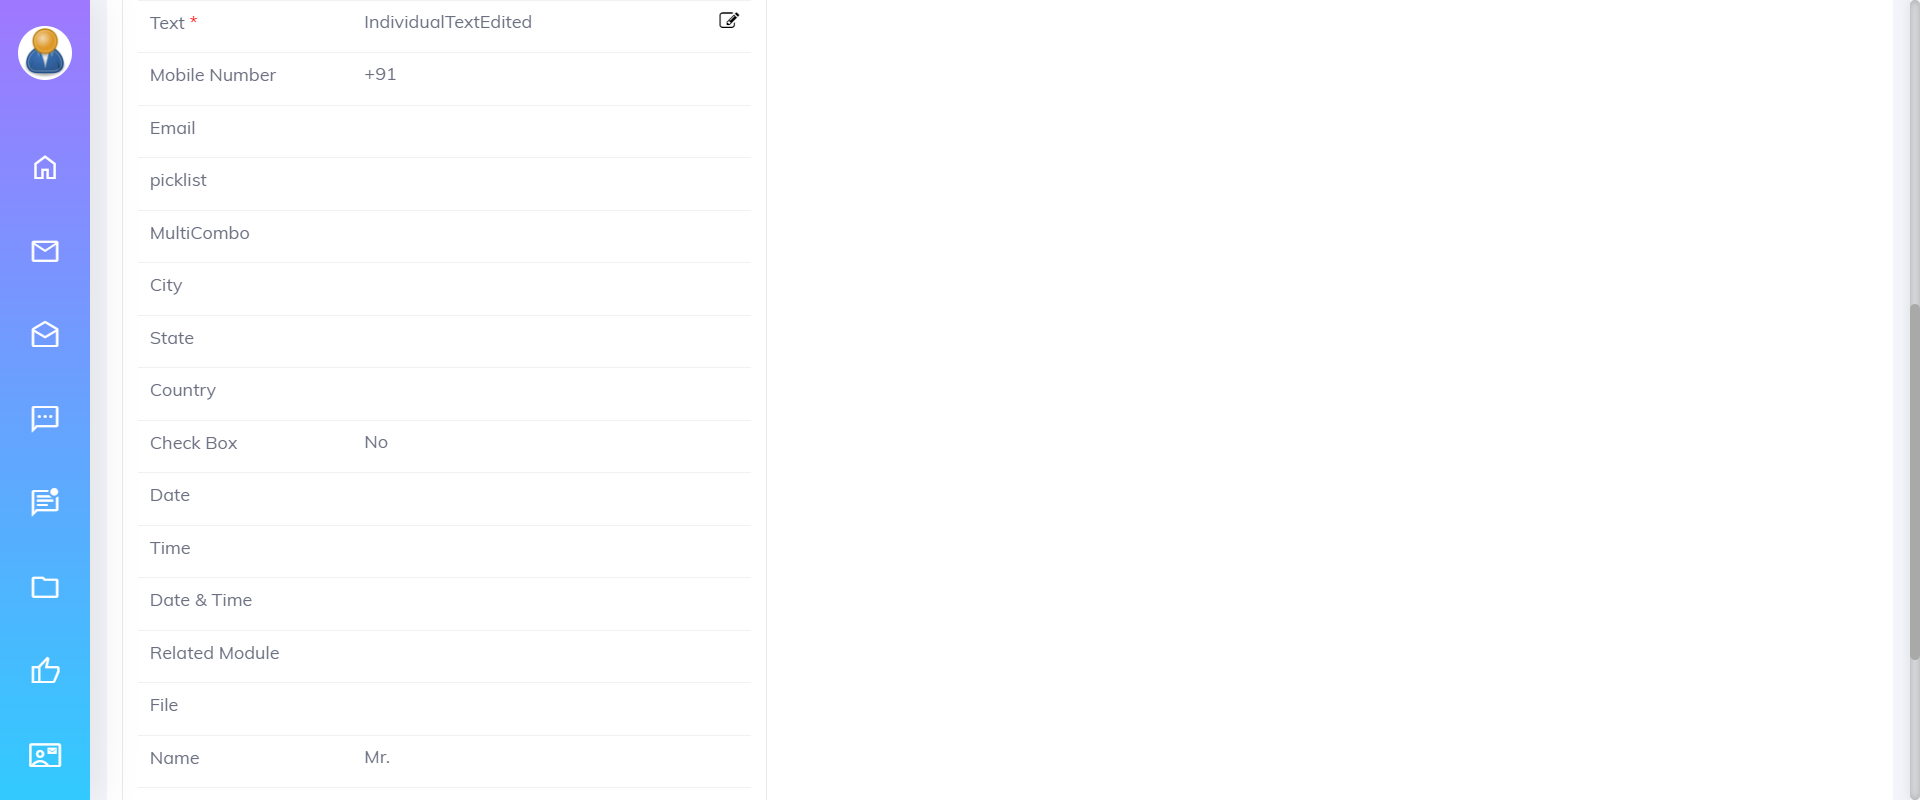 Text * IndividualTextEdited
Mobile Number +91
Email
picklist
MultiCombo
City
State
Country
Check Box No
Date
Time
Date & Time
Related Module
File
Name Mr.